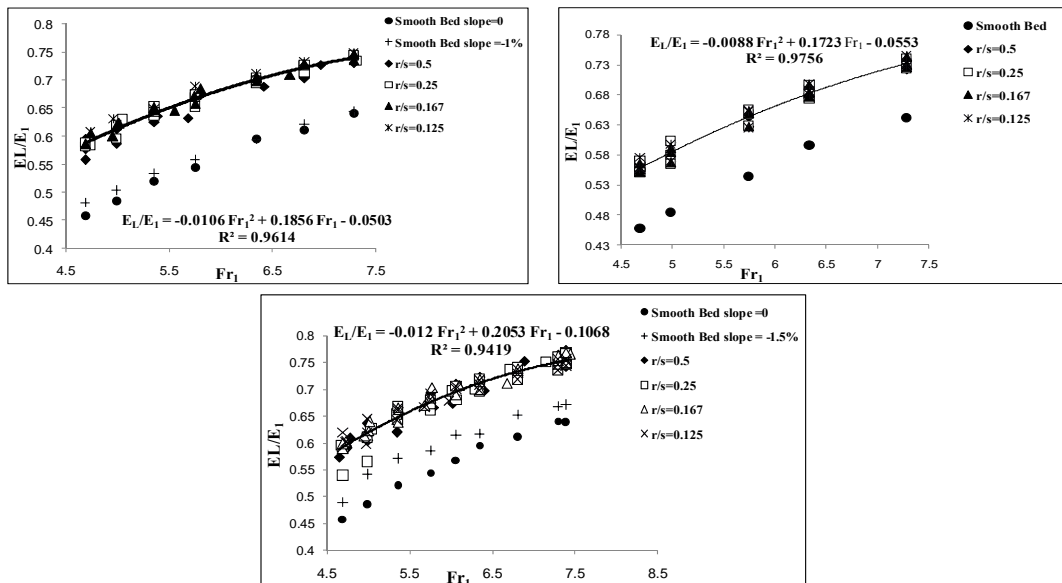 0.8
0.75
0.7
0.65
0.6
0.55
0.5
0.45
0.4
EL/E₁
4.5 5.5 6.5 7.5
Fr₁
E_L/E₁ = -0.0106 Fr₁² + 0.1856 Fr₁ - 0.0503
R² = 0.9614
Smooth Bed slope=0
Smooth Bed slope =-1%
r/s=0.5
r/s=0.25
r/s=0.167
r/s=0.125
0.78
0.73
0.68
0.63
0.58
0.53
0.48
0.43
EL/E₁
4.5 5 5.5 6 6.5 7 7.5
Fr₁
E_L/E₁ = -0.0088 Fr₁² + 0.1723 Fr₁ - 0.0553
R² = 0.9756
Smooth Bed
r/s=0.5
r/s=0.25
r/s=0.167
r/s=0.125
0.8
0.75
0.7
0.65
0.6
0.55
0.5
0.45
0.4
EL/E₁
4.5 5.5 6.5 7.5 8.5
Fr₁
E_L/E₁ = -0.012 Fr₁² + 0.2053 Fr₁ - 0.1068
R² = 0.9419
Smooth Bed slope =0
Smooth Bed slope = -1.5%
r/s=0.5
r/s=0.25
r/s=0.167
r/s=0.125